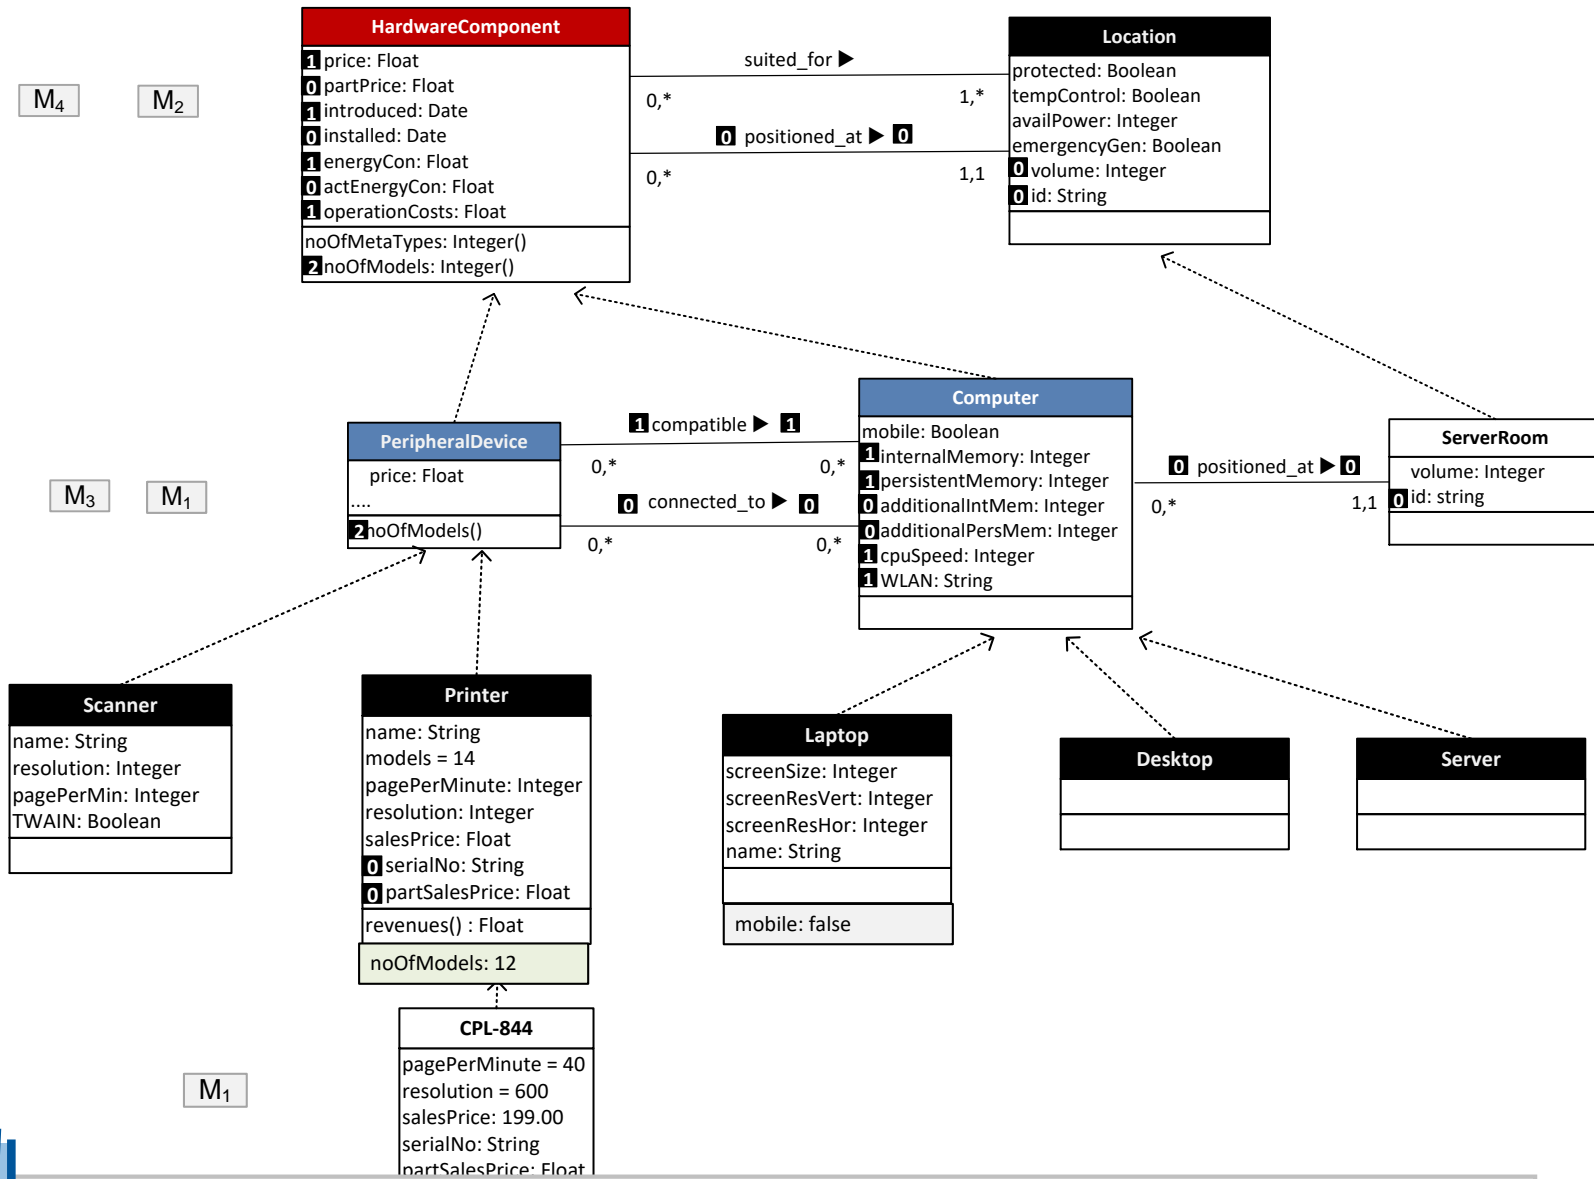 HardwareComponent
1 price: Float
0 partPrice: Float
1 introduced: Date
0 installed: Date
1 energyCon: Float
0 actEnergyCon: Float
1 operationCosts: Float
noOfMetaTypes: Integer()
2 noOfModels: Integer()
suited_for ▶
0,* 1,*
0 positioned_at ▶ 0
0,* 1,1
Location
protected: Boolean
tempControl: Boolean
availPower: Integer
emergencyGen: Boolean
0 volume: Integer
0 id: String
M4 M2
PeripheralDevice
price: Float
....
2 noOfModels()
1 compatible ▶ 1
0,* 0,*
0 connected_to ▶ 0
0,* 0,*
Computer
mobile: Boolean
1 internalMemory: Integer
1 persistentMemory: Integer
0 additionalIntMem: Integer
0 additionalPersMem: Integer
1 cpuSpeed: Integer
1 WLAN: String
0 positioned_at ▶ 0
0,* 1,1
ServerRoom
volume: Integer
0 id: string
M3 M1
Scanner
name: String
resolution: Integer
pagePerMin: Integer
TWAIN: Boolean
Printer
name: String
models = 14
pagePerMinute: Integer
resolution: Integer
salesPrice: Float
0 serialNo: String
0 partSalesPrice: Float
revenues() : Float
noOfModels: 12
Laptop
screenSize: Integer
screenResVert: Integer
screenResHor: Integer
name: String
mobile: false
Desktop
Server
CPL-844
pagePerMinute = 40
resolution = 600
salesPrice: 199.00
serialNo: String
partSalesPrice: Float
M1